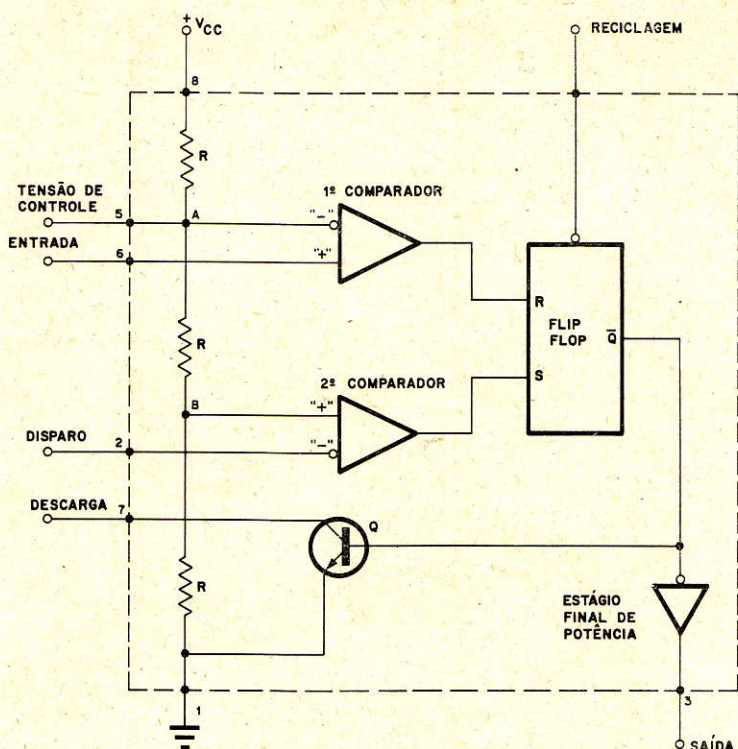 + VCC
RECICLAGEM
8
R
TENSÃO DE
CONTROLE
5
A
"-"
1º COMPARADOR
ENTRADA
6
"+"
R
FLIP
FLOP
Q̅
S
R
2º COMPARADOR
B
"+"
DISPARO
2
"-"
DESCARGA
7
Q
R
ESTÁGIO
FINAL DE
POTÊNCIA
1
3
SAÍDA